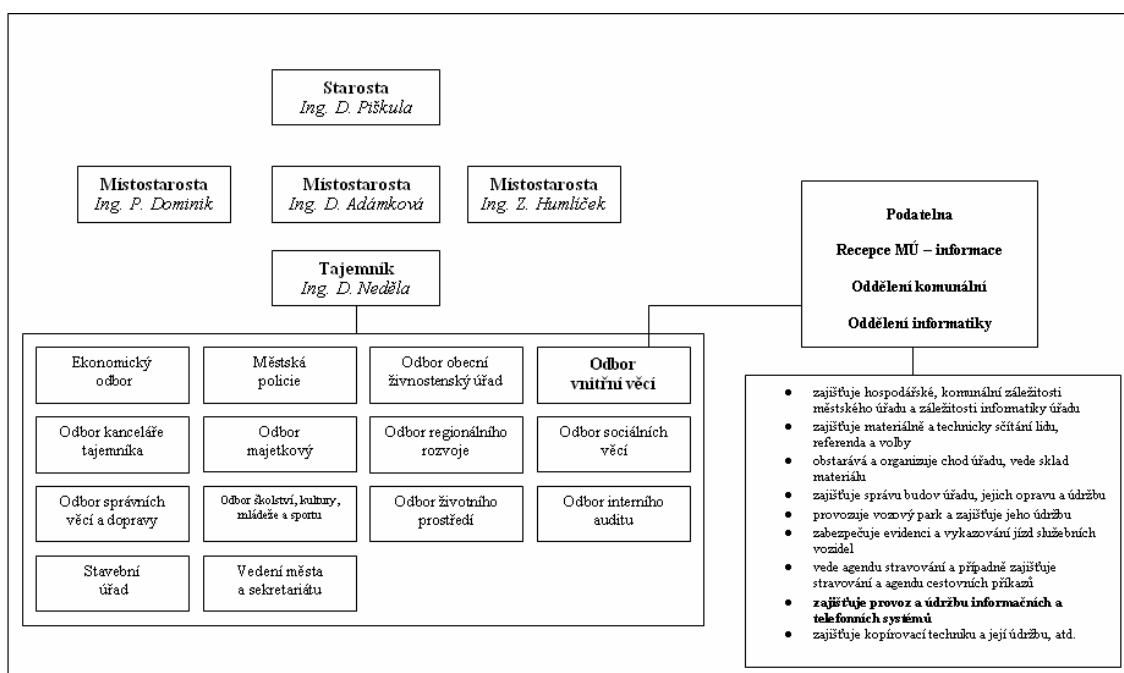 Starosta
Ing. D. Piškula
Místostarosta
Ing. P. Dominik
Místostarosta
Ing. D. Adámková
Místostarosta
Ing. Z. Humlíček
Tajemník
Ing. D. Neděla
Podatelna
Recepce MÚ – informace
Oddělení komunální
Oddělení informatiky
Ekonomický
odbor
Městská
policie
Odbor obecní
živnostenský úřad
Odbor
vnitřní věcí
Odbor kanceláře
tajemníka
Odbor
majetkový
Odbor regionálního
rozvoje
Odbor sociálních
věcí
Odbor správních
věcí a dopravy
Odbor školství, kultury,
mládeže a sportu
Odbor životního
prostředí
Odbor interního
auditu
Stavební
úřad
Vedení města
a sekretariátu
● zajišťuje hospodářské, komunální záležitosti
městského úřadu a záležitosti informatiky úřadu
● zajišťuje materiálně a technicky sčítání lidu,
referenda a volby
● obstarává a organizuje chod úřadu, vede sklad
materiálu
● zajišťuje správu budov úřadu, jejich opravu a údržbu
● provozuje vozový park a zajišťuje jeho údržbu
● zabezpečuje evidenci a vykazování jízd služebních
vozidel
● vede agendu stravování a případně zajišťuje
stravování a agendu cestovních příkazů
● zajišťuje provoz a údržbu informačních a
telefonních systémů
● zajišťuje kopírovací techniku a její údržbu, atd.